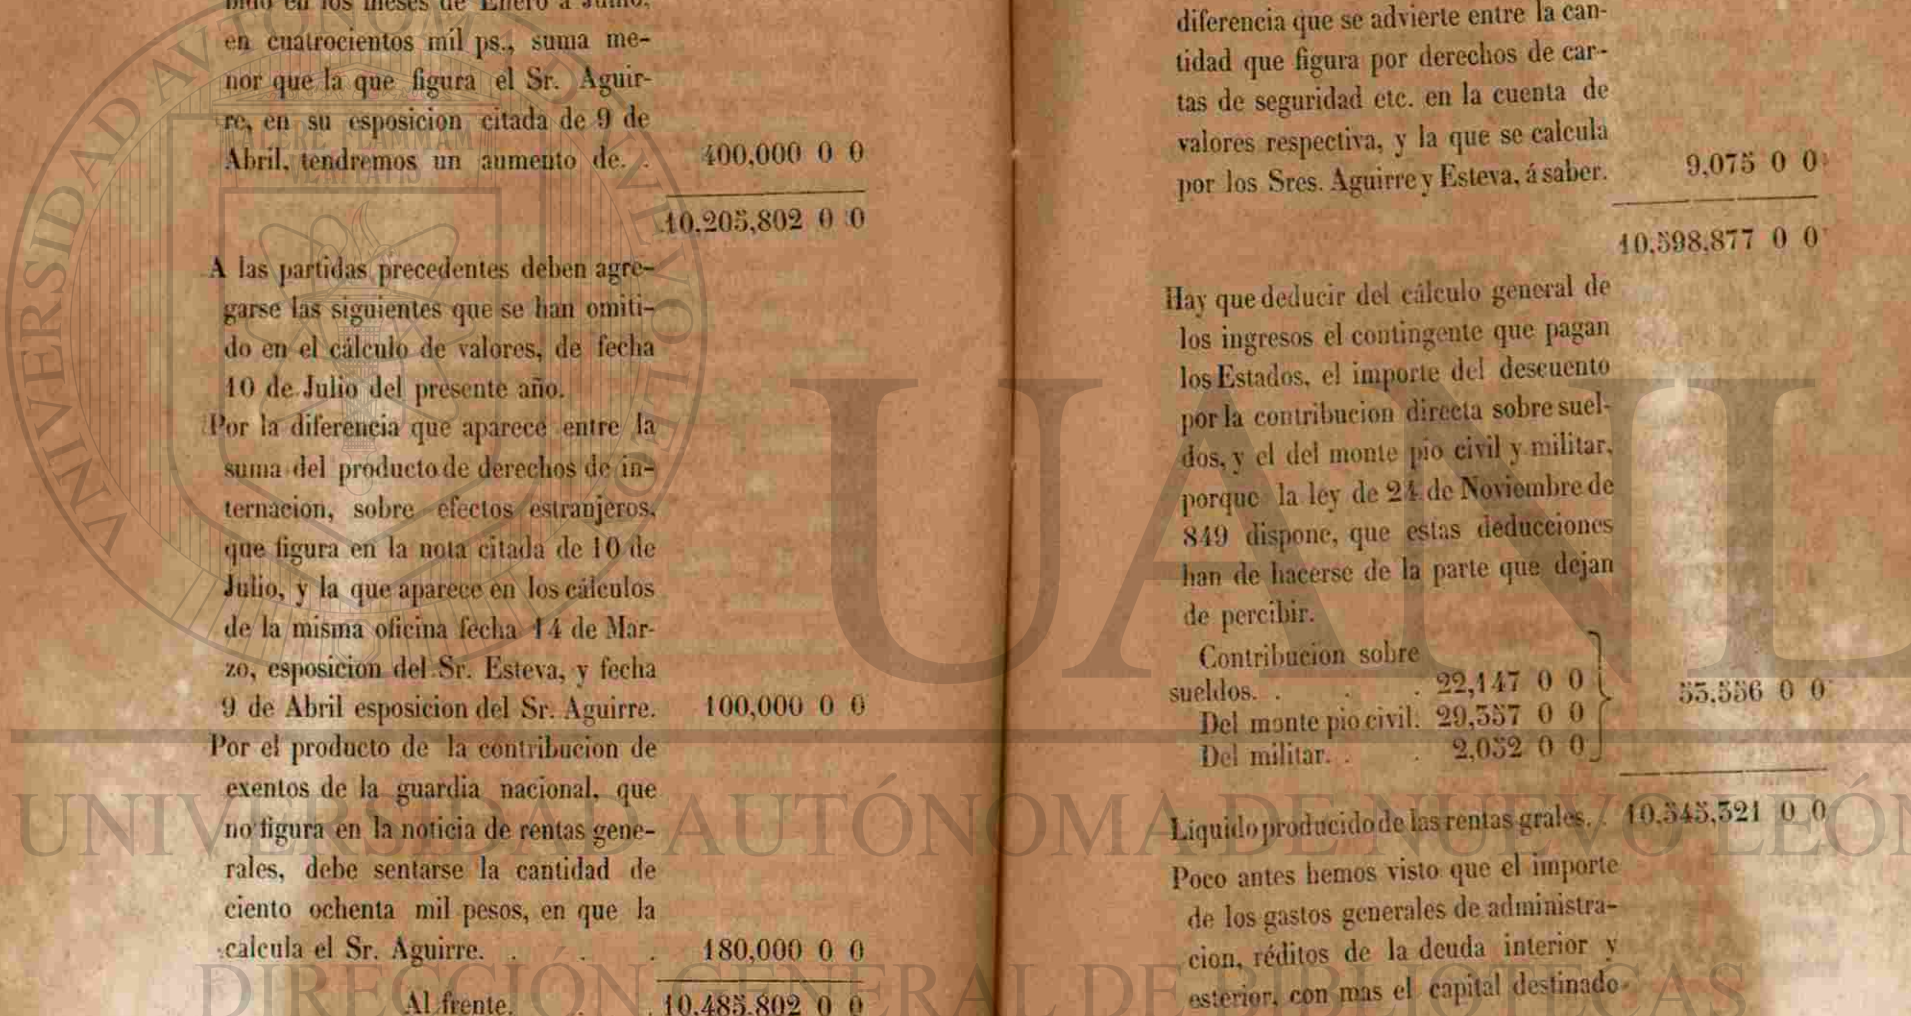 bido en los meses de Enero á Junio,
en cuatrocientos mil ps., suma me-
nor que la que figura el Sr. Aguir-
re, en su esposicion citada de 9 de
Abril, tendremos un aumento de. . 400,000 0 0
10.205,802 0 0
A las partidas precedentes deben agre-
garse las siguientes que se han omiti-
do en el cálculo de valores, de fecha
10 de Julio del presente año.
Por la diferencia que aparece entre la
suma del producto de derechos de in-
ternacion, sobre efectos estranjeros,
que figura en la nota citada de 10 de
Julio, y la que aparece en los cálculos
de la misma oficina fecha 14 de Mar-
zo, esposicion del Sr. Esteva, y fecha
9 de Abril esposicion del Sr. Aguirre. 100,000 0 0
Por el producto de la contribucion de
exentos de la guardia nacional, que
no figura en la noticia de rentas gene-
rales, debe sentarse la cantidad de
ciento ochenta mil pesos, en que la
calcula el Sr. Aguirre. . . . 180,000 0 0
Al frente. . . 10.485,802 0 0
diferencia que se advierte entre la can-
tidad que figura por derechos de car-
tas de seguridad etc. en la cuenta de
valores respectiva, y la que se calcula
por los Sres. Aguirre y Esteva, á saber. 9,075 0 0
10.598,877 0 0
Hay que deducir del cálculo general de
los ingresos el contingente que pagan
los Estados, el importe del descuento
por la contribucion directa sobre suel-
dos, y el del monte pio civil y militar,
porque la ley de 24 de Noviembre de
849 dispone, que estas deducciones
han de hacerse de la parte que dejan
de percibir.
Contribucion sobre
sueldos. . . . 22,147 0 0
Del monte pio civil. 29,357 0 0
Del militar. . . 2,052 0 0
53,556 0 0
Líquido producido de las rentas grales. . 10.545,321 0 0
Poco antes hemos visto que el importe
de los gastos generales de administra-
cion, réditos de la deuda interior y
esterior, con mas el capital destinado
UANL
UNIVERSIDAD AUTÓNOMA DE NUEVO LEÓN
DIRECCIÓN GENERAL DE BIBLIOTECAS